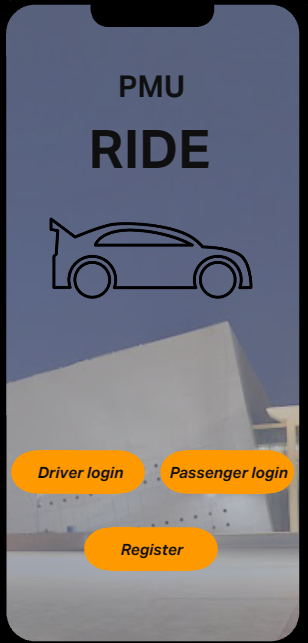 PMU
RIDE
Driver login
Passenger login
Register